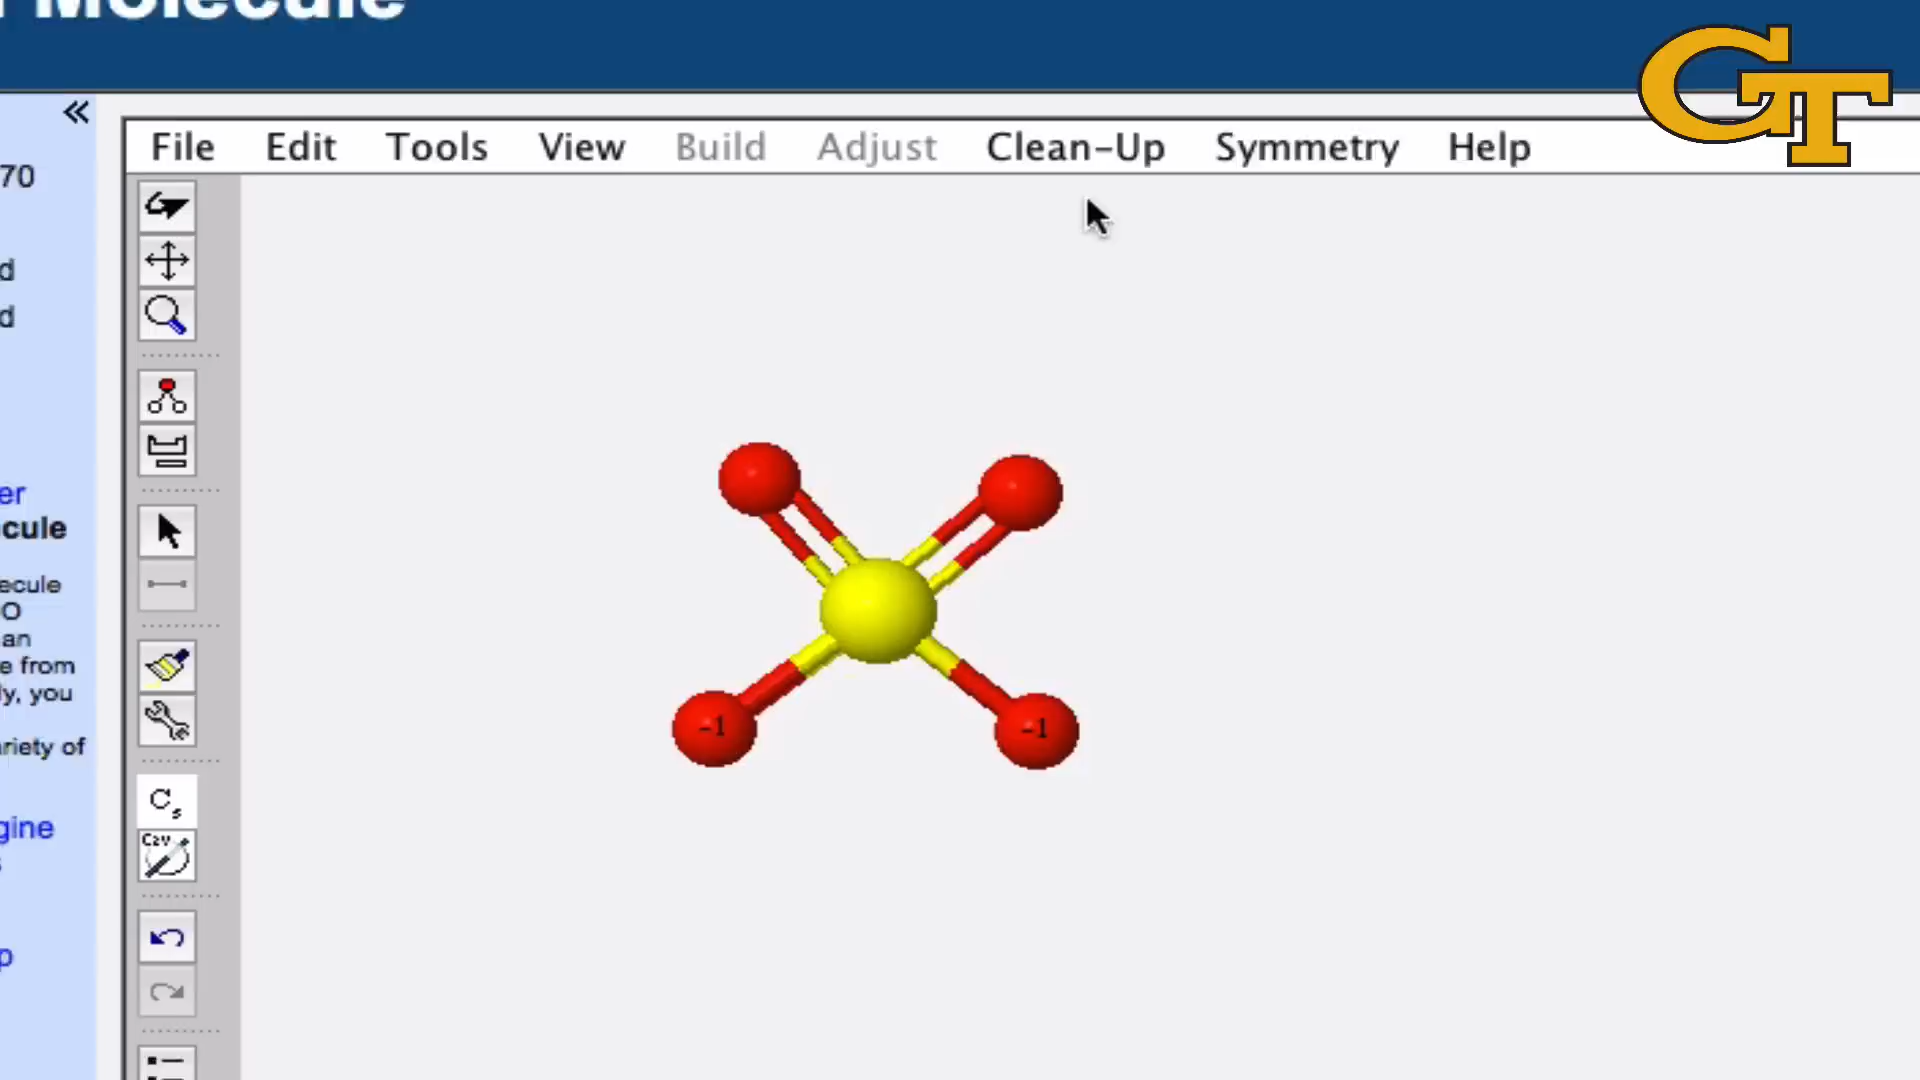 Molecule
GT
File Edit Tools View Build Adjust Clean-Up Symmetry Help
70
d
d
er
cule
ecule
O
an
e from
ly, you
riety of
gine
s
p
-1 -1
Cs
C2v